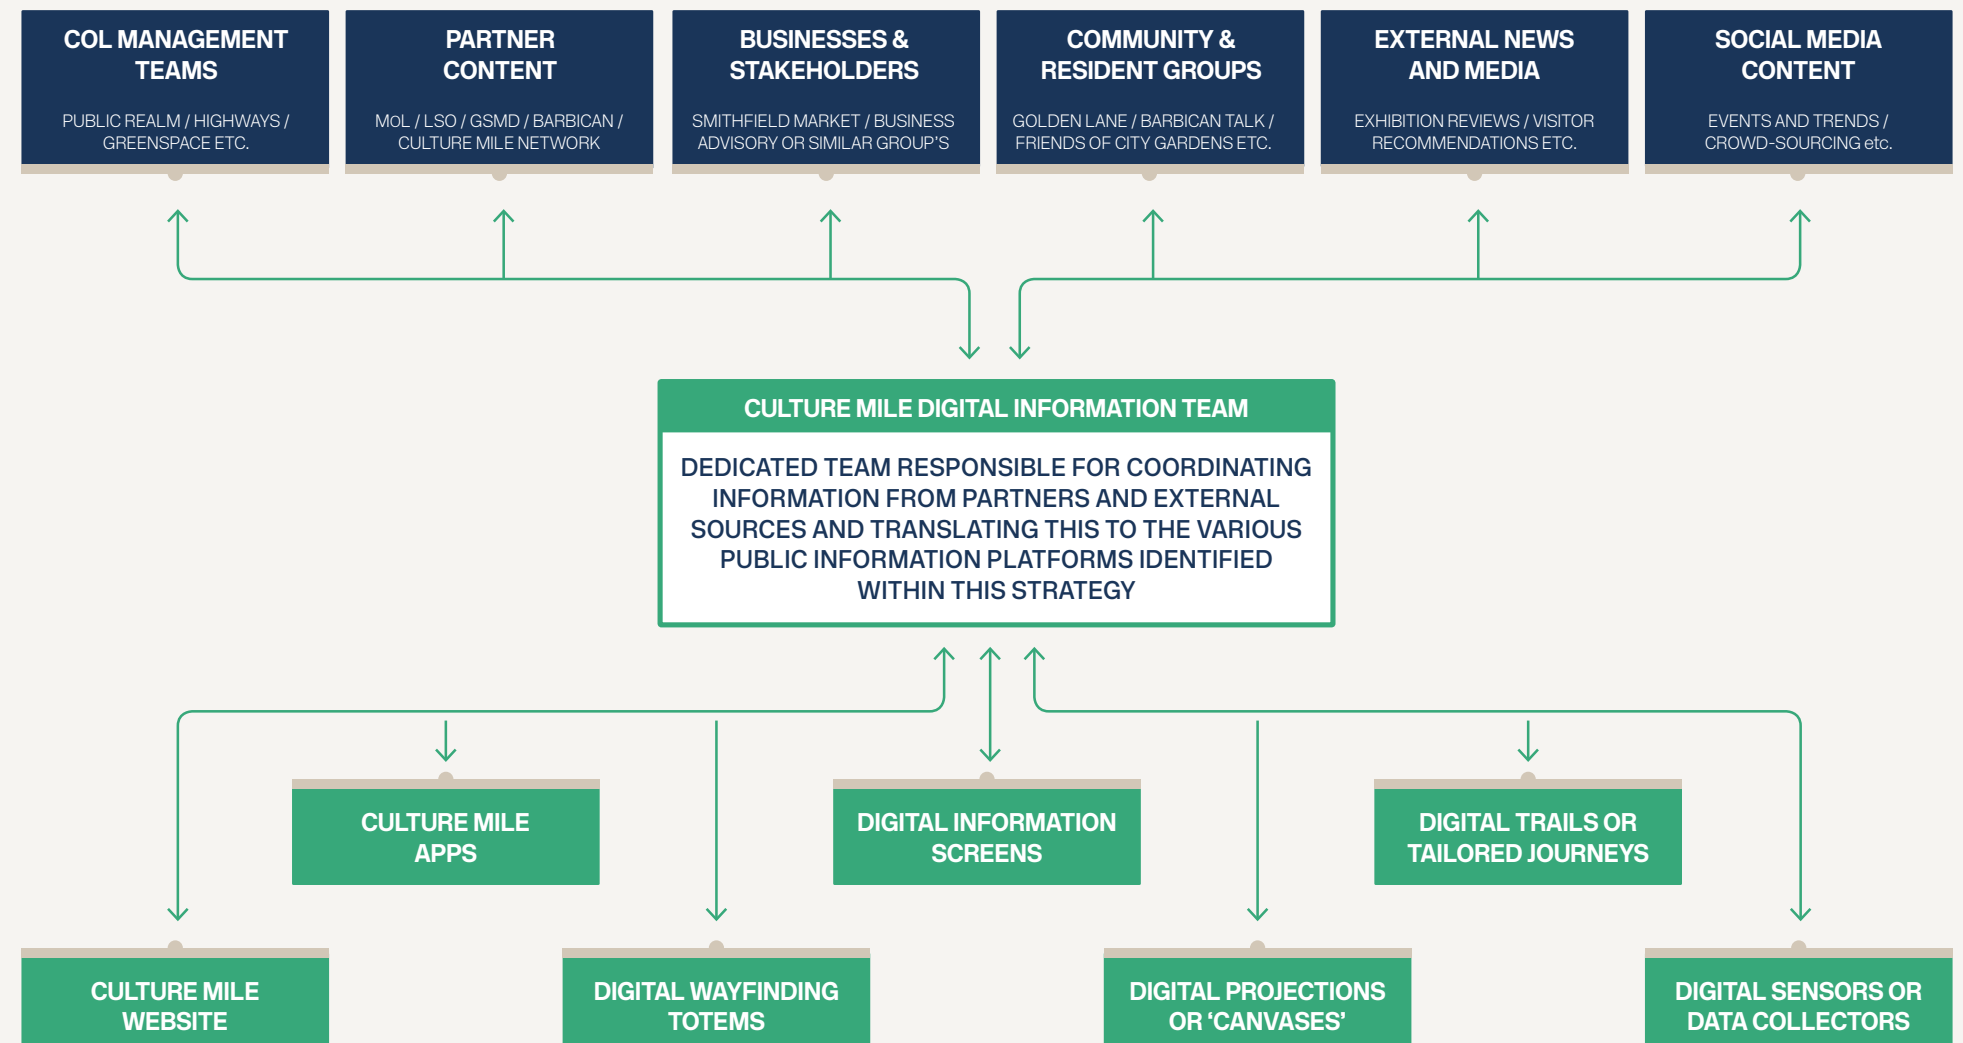 COL MANAGEMENT
TEAMS
PUBLIC REALM / HIGHWAYS /
GREENSPACE ETC.
PARTNER
CONTENT
MoL / LSO / GSMD / BARBICAN /
CULTURE MILE NETWORK
BUSINESSES &
STAKEHOLDERS
SMITHFIELD MARKET / BUSINESS
ADVISORY OR SIMILAR GROUP'S
COMMUNITY &
RESIDENT GROUPS
GOLDEN LANE / BARBICAN TALK /
FRIENDS OF CITY GARDENS ETC.
EXTERNAL NEWS
AND MEDIA
EXHIBITION REVIEWS / VISITOR
RECOMMENDATIONS ETC.
SOCIAL MEDIA
CONTENT
EVENTS AND TRENDS /
CROWD-SOURCING etc.
CULTURE MILE DIGITAL INFORMATION TEAM
DEDICATED TEAM RESPONSIBLE FOR COORDINATING
INFORMATION FROM PARTNERS AND EXTERNAL
SOURCES AND TRANSLATING THIS TO THE VARIOUS
PUBLIC INFORMATION PLATFORMS IDENTIFIED
WITHIN THIS STRATEGY
CULTURE MILE
APPS
DIGITAL INFORMATION
SCREENS
DIGITAL TRAILS OR
TAILORED JOURNEYS
CULTURE MILE
WEBSITE
DIGITAL WAYFINDING
TOTEMS
DIGITAL PROJECTIONS
OR ‘CANVASES’
DIGITAL SENSORS OR
DATA COLLECTORS